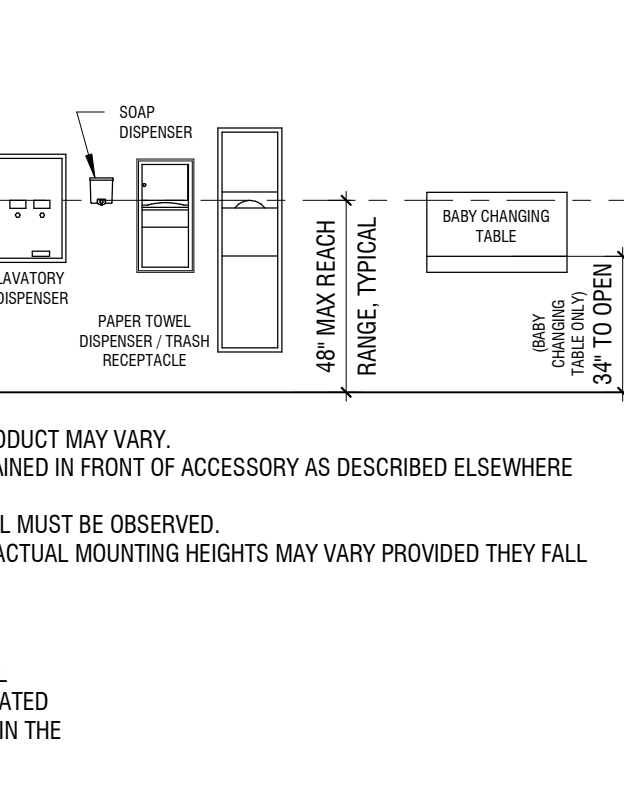 SOAP
DISPENSER
LAVATORY
DISPENSER
PAPER TOWEL
DISPENSER / TRASH
RECEPTACLE
48" MAX REACH
RANGE, TYPICAL
BABY CHANGING
TABLE
(BABY
CHANGING
TABLE ONLY)
34" TO OPEN
ODUCT MAY VARY.
AINED IN FRONT OF ACCESSORY AS DESCRIBED ELSEWHERE
L MUST BE OBSERVED.
ACTUAL MOUNTING HEIGHTS MAY VARY PROVIDED THEY FALL
L
ATED
IN THE